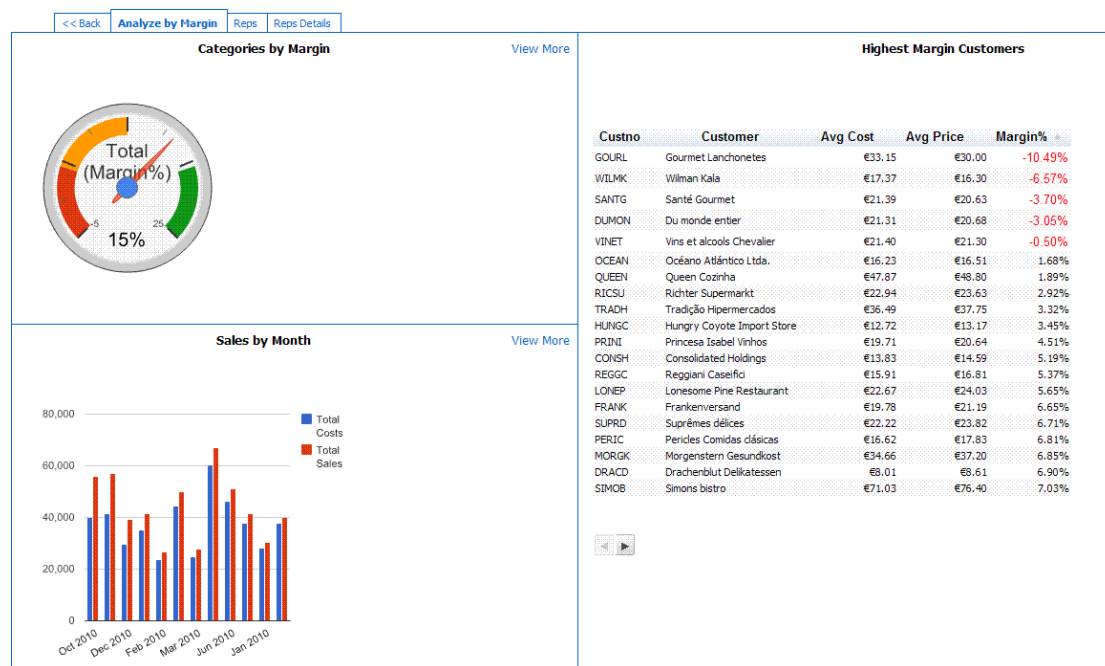 << Back Analyze by Margin Reps Reps Details
Categories by Margin View More
Total
(Margin%)
-5 25
15%
Sales by Month View More
80,000
60,000
40,000
20,000
0
Total
Costs
Total
Sales
Oct 2010 Dec 2010 Feb 2010 Mar 2010 Jun 2010 Jan 2010
Highest Margin Customers
Custno Customer Avg Cost Avg Price Margin%
GOURL Gourmet Lanchonetes €33.15 €30.00 -10.49%
WILMK Wilman Kala €17.37 €16.30 -6.57%
SANTG Santé Gourmet €21.39 €20.63 -3.70%
DUMON Du monde entier €21.31 €20.68 -3.05%
VINET Vins et alcools Chevalier €21.40 €21.30 -0.50%
OCEAN Océano Atlántico Ltda. €16.23 €16.51 1.68%
QUEEN Queen Cozinha €47.87 €48.80 1.89%
RICSU Richter Supermarkt €22.94 €23.63 2.92%
TRADH Tradição Hipermercados €36.49 €37.75 3.32%
HUNGC Hungry Coyote Import Store €12.72 €13.17 3.45%
PRINI Princesa Isabel Vinhos €19.71 €20.64 4.51%
CONSH Consolidated Holdings €13.83 €14.59 5.19%
REGGC Reggiani Caseifici €15.91 €16.81 5.37%
LONEP Lonesome Pine Restaurant €22.67 €24.03 5.65%
FRANK Frankenversand €19.78 €21.19 6.65%
SUPRD Suprêmes délices €22.22 €23.82 6.71%
PERIC Pericles Comidas clásicas €16.62 €17.83 6.81%
MORGK Morgenstern Gesundkost €34.66 €37.20 6.85%
DRACD Drachenblut Delikatessen €8.01 €8.61 6.90%
SIMOB Simons bistro €71.03 €76.40 7.03%